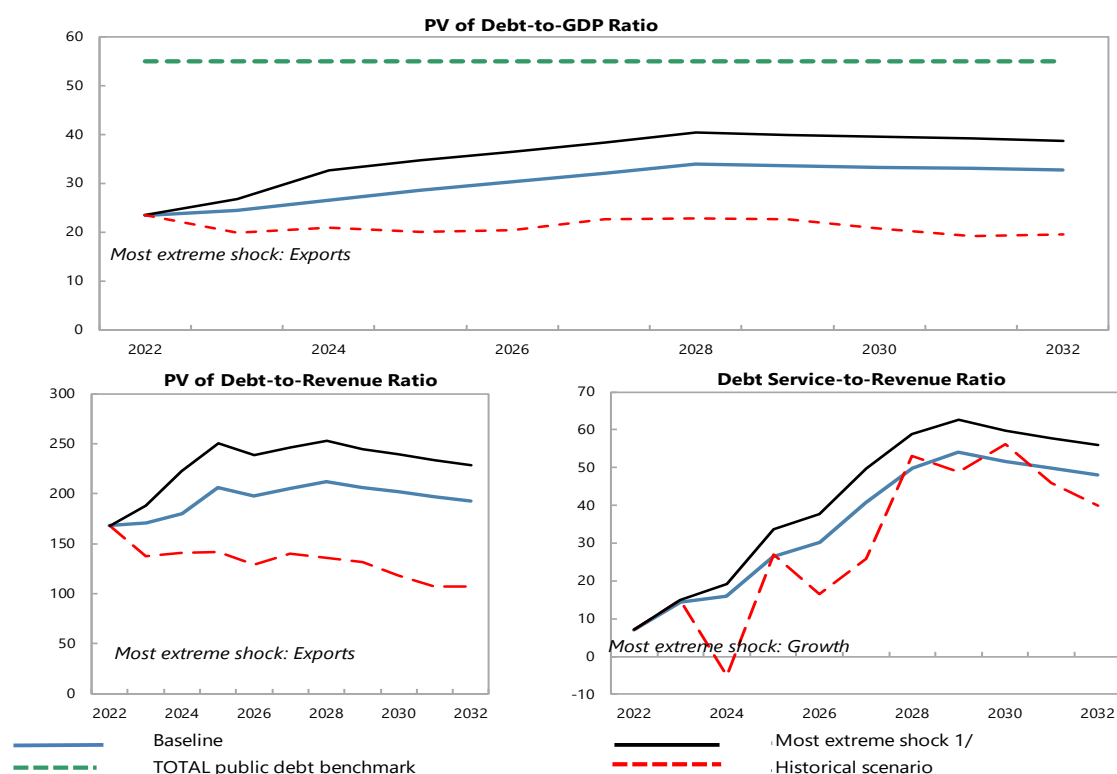 PV of Debt-to-GDP Ratio
60
50
40
30
20
10
0
Most extreme shock: Exports
2022 2024 2026 2028 2030 2032
PV of Debt-to-Revenue Ratio
300
250
200
150
100
50
0
Most extreme shock: Exports
2022 2024 2026 2028 2030 2032
Debt Service-to-Revenue Ratio
70
60
50
40
30
20
10
0
-10
Most extreme shock: Growth
2022 2024 2026 2028 2030 2032
Baseline
Most extreme shock 1/
TOTAL public debt benchmark
Historical scenario